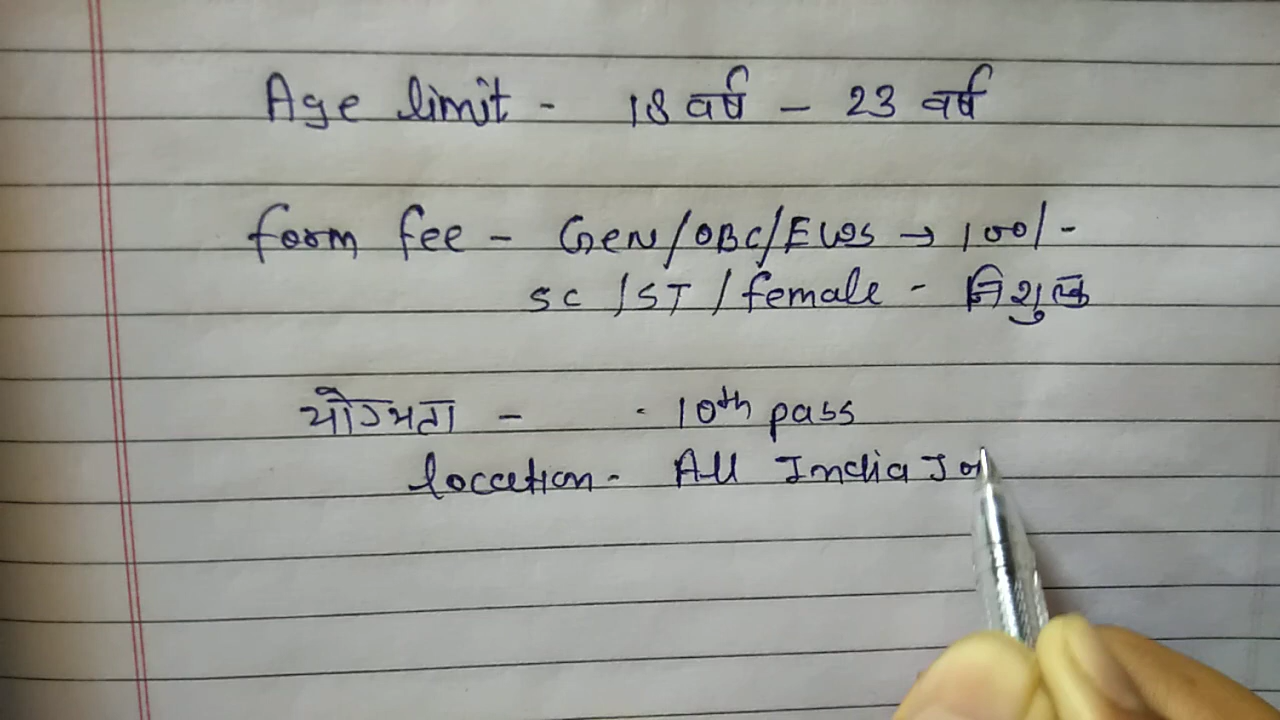 Age limit - 18 वर्ष - 23 वर्ष
form fee - Gen/OBC/EWS → 100/-
SC/ST/female - निशुल्क
योग्यता - 10th pass
location - All India Jo